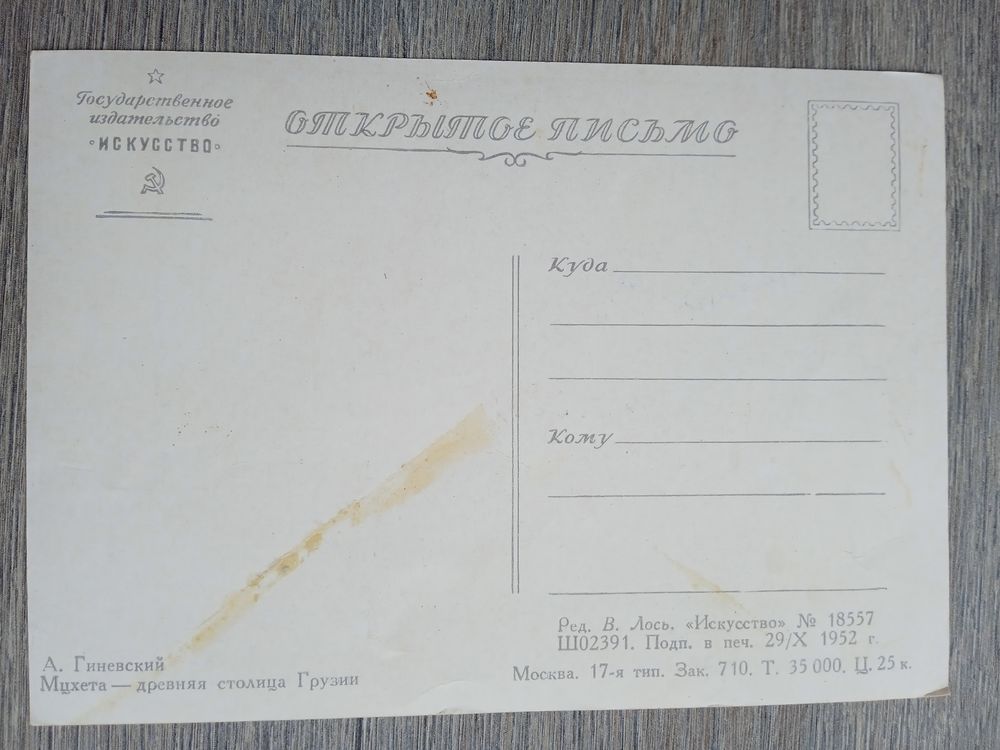 Государственное
издательство
ИСКУССТВО
ОТКРЫТОЕ ПИСЬМО
Куда
Кому
Ред. В. Лось. «Искусство» № 18557
Ш02391. Подп. в печ. 29/X 1952 г.
Москва. 17-я тип. Зак. 710. Т. 35 000. Ц. 25 к.
А. Гиневский
Мцхета — древняя столица Грузии